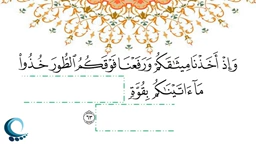 وَإِذۡ أَخَذۡنَا مِيثَٰقَكُمۡ وَرَفَعۡنَا فَوۡقَكُمُ ٱلطُّورَ خُذُواْ
مَآ ءَاتَيۡنَٰكُم بِقُوَّةٖ
٦٣